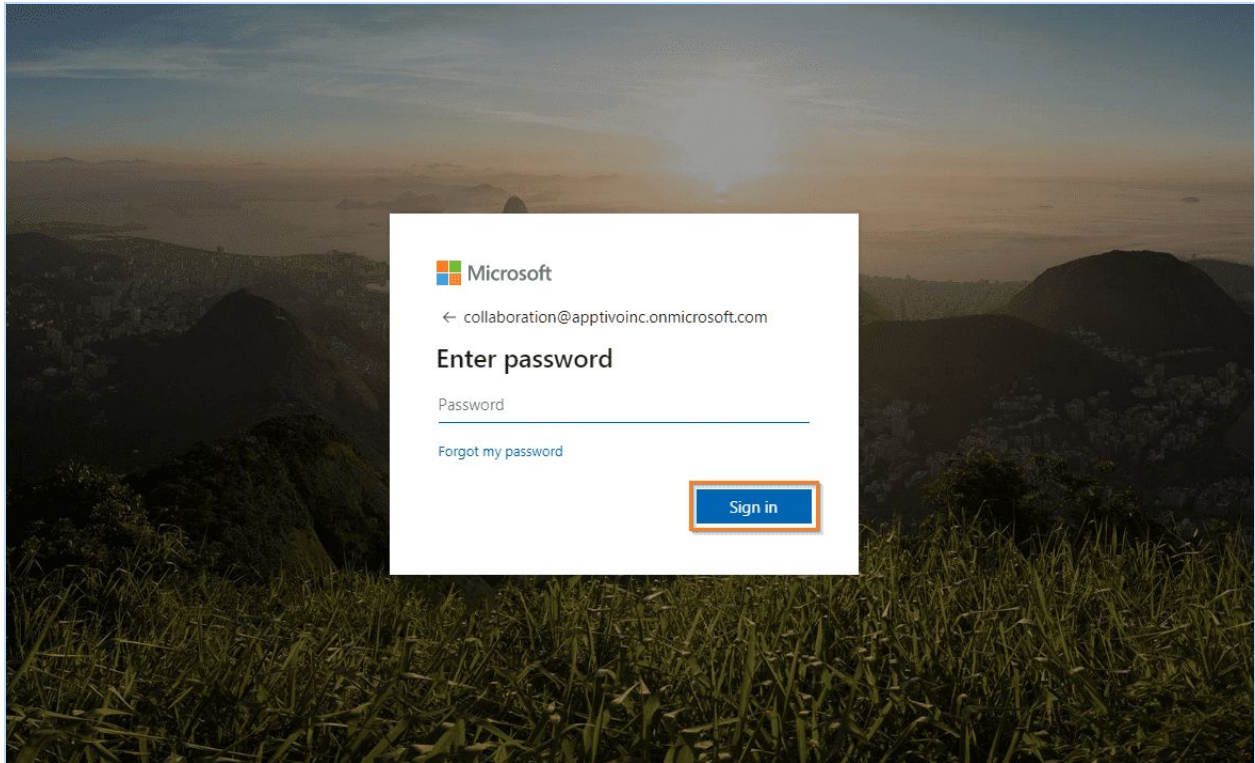 Microsoft
← collaboration@apptivoinc.onmicrosoft.com
Enter password
Password
Forgot my password
Sign in